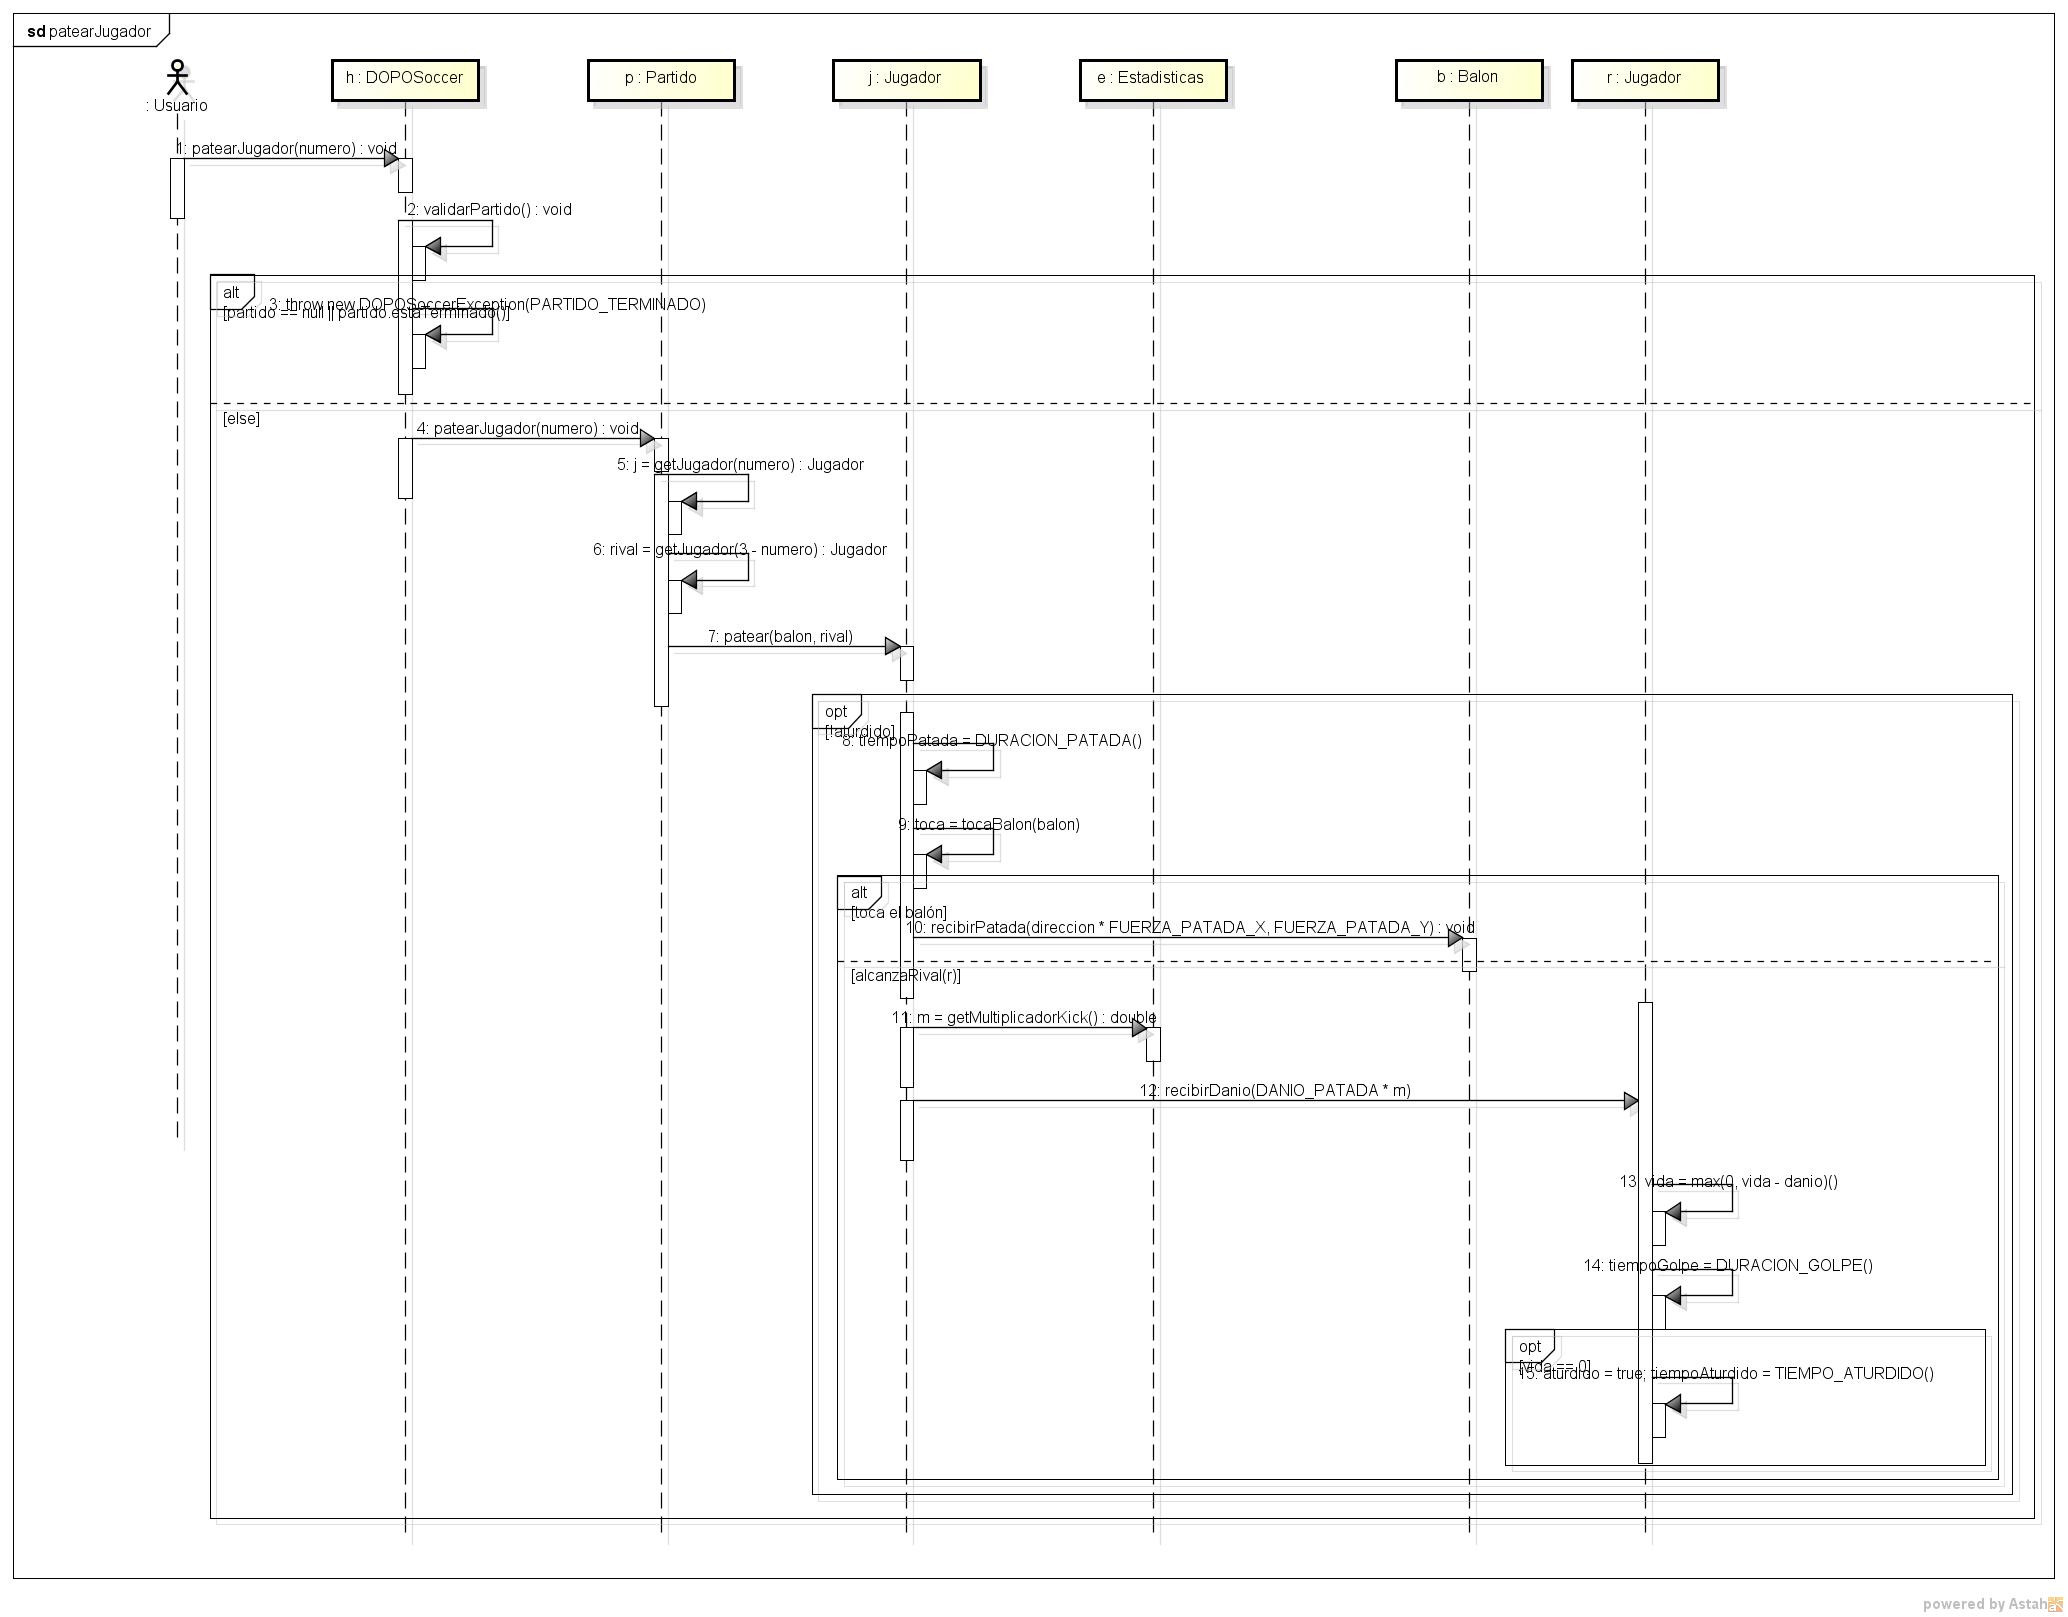 sd patearJugador
: Usuario
h : DOPOSoccer
p : Partido
j : Jugador
e : Estadisticas
b : Balon
r : Jugador
1: patearJugador(numero) : void
2: validarPartido() : void
alt
3: throw new DOPOSoccerException(PARTIDO_TERMINADO)
[partido == null || partido.estaTerminado()]
[else]
4: patearJugador(numero) : void
5: j = getJugador(numero) : Jugador
6: rival = getJugador(3 - numero) : Jugador
7: patear(balon, rival)
opt
[!aturdido]
8: tiempoPatada = DURACION_PATADA()
9: toca = tocaBalon(balon)
alt
[toca el balón]
10: recibirPatada(direccion * FUERZA_PATADA_X, FUERZA_PATADA_Y) : void
[alcanzaRival(r)]
11: m = getMultiplicadorKick() : double
12: recibirDanio(DANIO_PATADA * m)
13: vida = max(0, vida - danio)()
14: tiempoGolpe = DURACION_GOLPE()
opt
[vida == 0]
15: aturdido = true; tiempoAturdido = TIEMPO_ATURDIDO()
powered by Astah